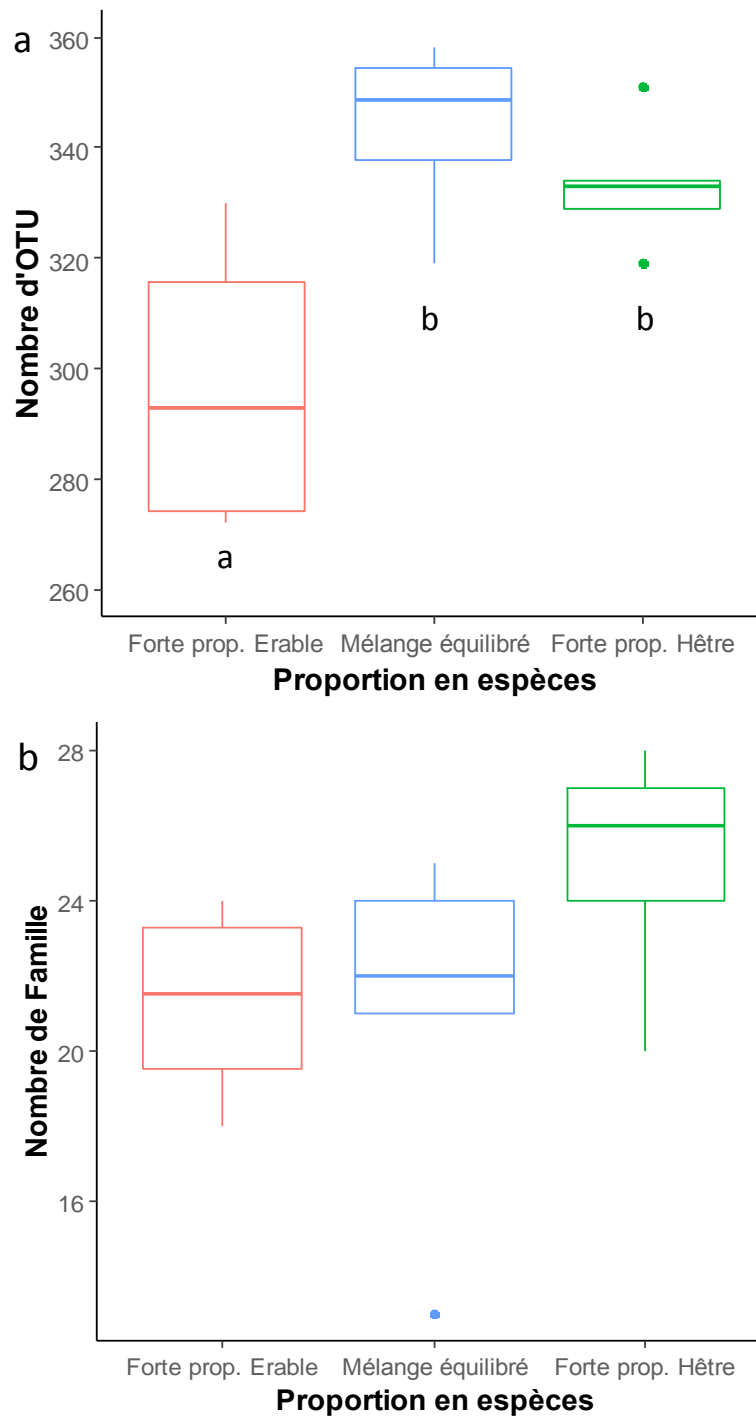 a
360
340
320
300
280
260
Nombre d'OTU
a
b
b
Forte prop. Erable Mélange équilibré Forte prop. Hêtre
Proportion en espèces
b
28
24
20
16
Nombre de Famille
Forte prop. Erable Mélange équilibré Forte prop. Hêtre
Proportion en espèces